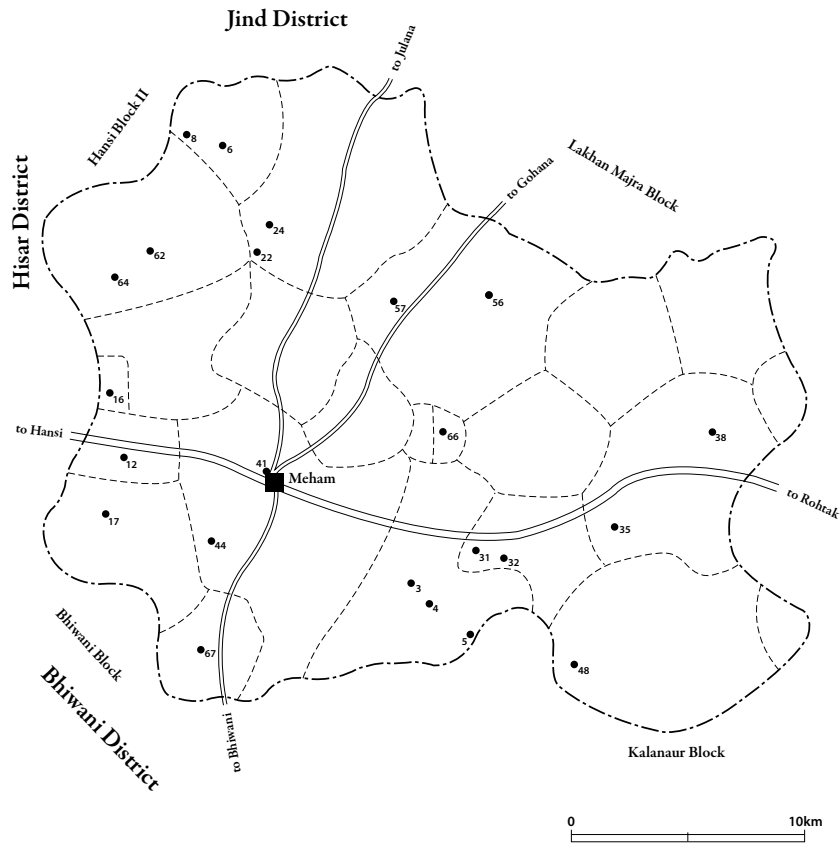 Jind District
to Julana
Hansi Block II
8
6
to Gohana
Lakhan Majra Block
Hisar District
24
62
22
64
56
57
16
to Hansi
66
38
12
41
Meham
to Rohtak
17
35
44
31
32
3
4
5
Bhiwani Block
67
48
Bhiwani District
to Bhiwani
Kalanaur Block
0
10km